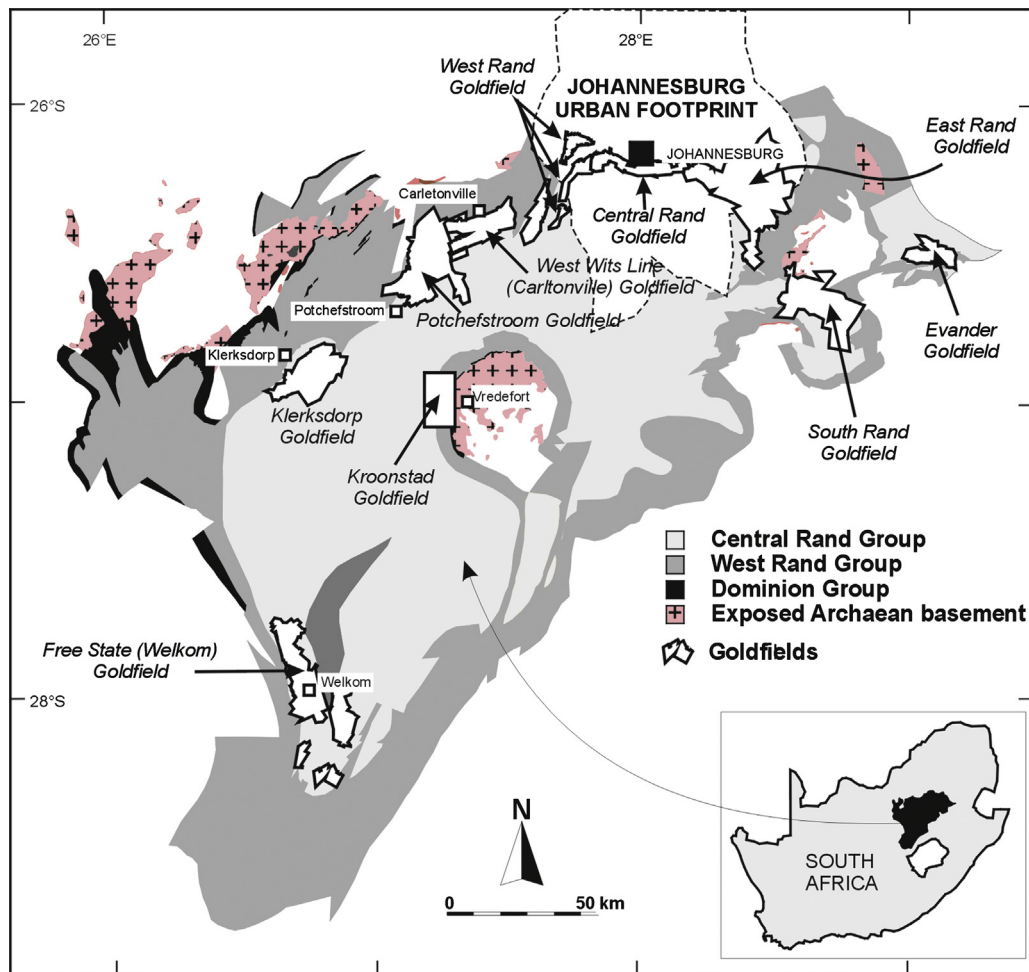 26°E
28°E
26°S
28°S
West Rand
Goldfield
JOHANNESBURG
URBAN FOOTPRINT
East Rand
Goldfield
JOHANNESBURG
Carletonville
Central Rand
Goldfield
West Wits Line
(Carltonville) Goldfield
Potchefstroom
Potchefstroom Goldfield
Evander
Goldfield
Klerksdorp
Klerksdorp
Goldfield
Vredefort
South Rand
Goldfield
Kroonstad
Goldfield
Central Rand Group
West Rand Group
Dominion Group
Exposed Archaean basement
Goldfields
Free State (Welkom)
Goldfield
Welkom
N
0 50 km
SOUTH
AFRICA